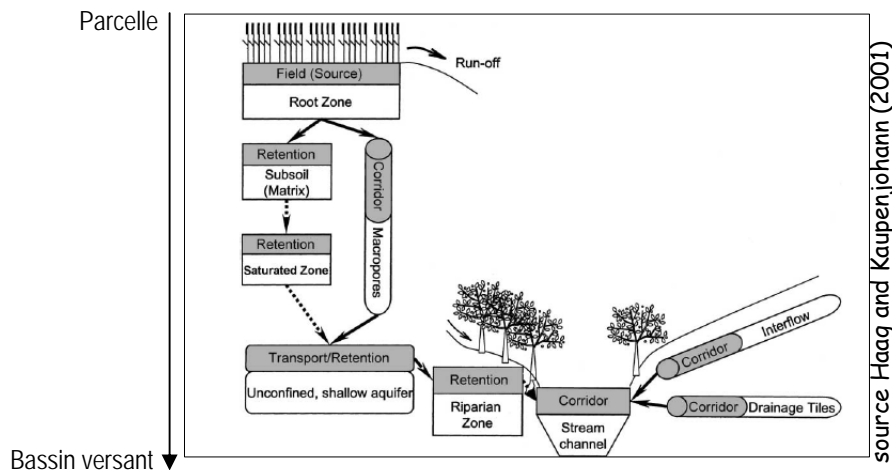 Parcelle
Run-off
Field (Source)
Root Zone
Retention
Subsoil
(Matrix)
Corridor
Macropores
Retention
Saturated Zone
Transport/Retention
Unconfined, shallow aquifer
Retention
Riparian
Zone
Corridor
Stream
channel
Corridor
Interflow
Corridor
Drainage Tiles
Bassin versant
source Haag and Kaupenjohann (2001)